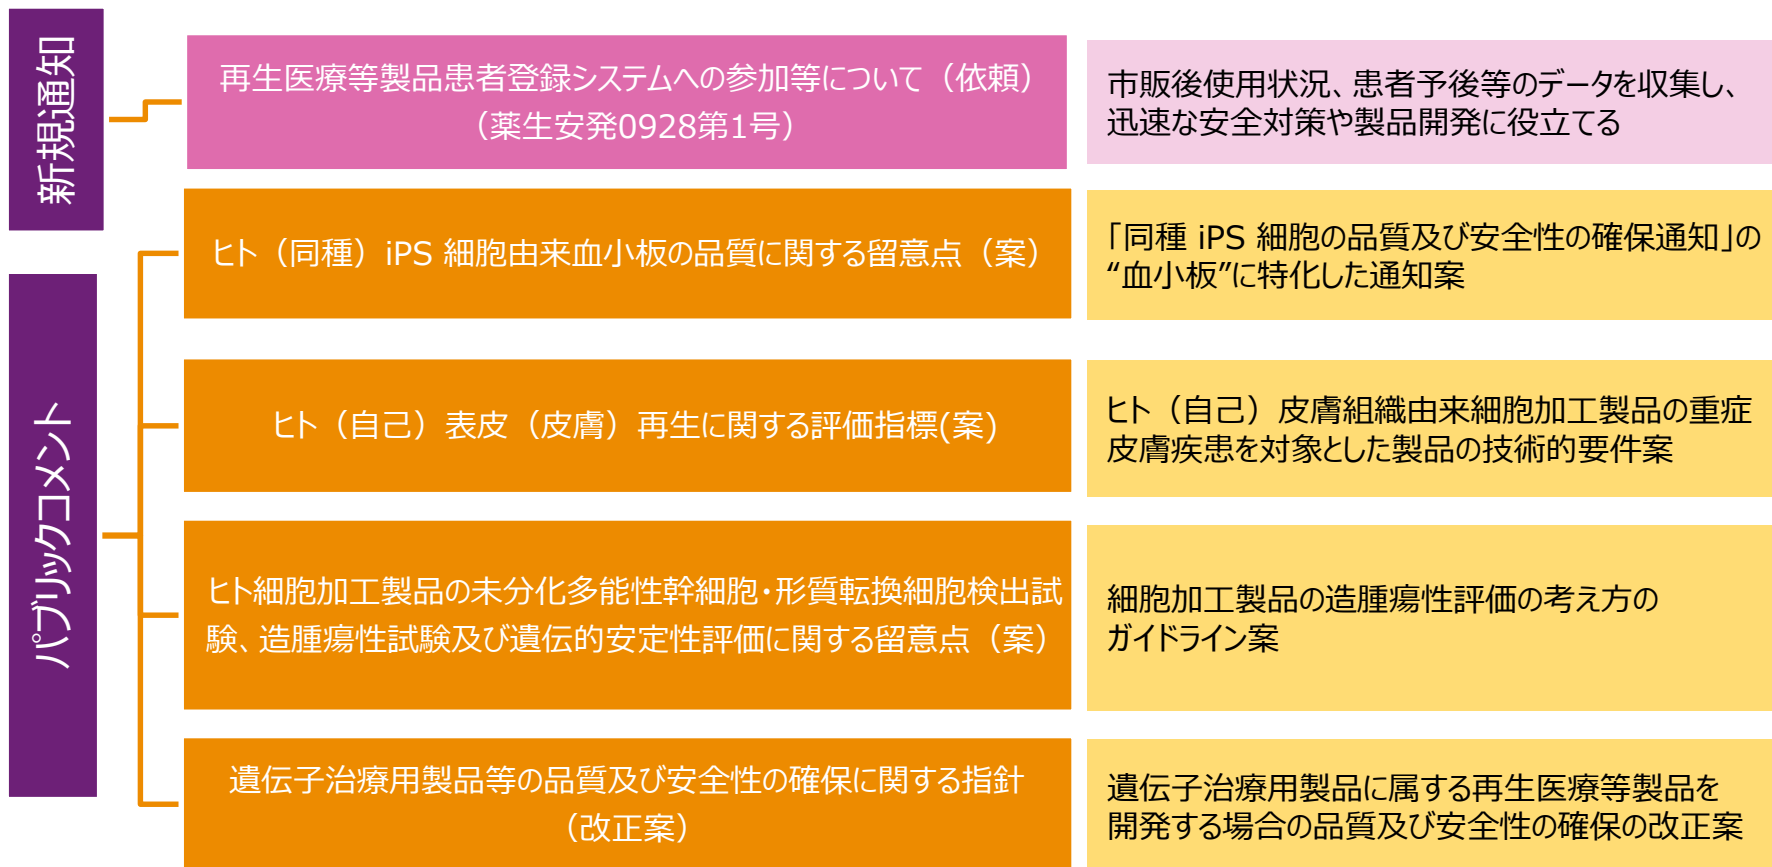 新規通知
再生医療等製品患者登録システムへの参加等について（依頼）
（薬生安発0928第1号）
市販後使用状況、患者予後等のデータを収集し、
迅速な安全対策や製品開発に役立てる
パブリックコメント
ヒト（同種）iPS 細胞由来血小板の品質に関する留意点（案）
「同種 iPS 細胞の品質及び安全性の確保通知」の
“血小板”に特化した通知案
ヒト（自己）表皮（皮膚）再生に関する評価指標(案)
ヒト（自己）皮膚組織由来細胞加工製品の重症
皮膚疾患を対象とした製品の技術的要件案
ヒト細胞加工製品の未分化多能性幹細胞・形質転換細胞検出試
験、造腫瘍性試験及び遺伝的安定性評価に関する留意点（案）
細胞加工製品の造腫瘍性評価の考え方の
ガイドライン案
遺伝子治療用製品等の品質及び安全性の確保に関する指針
（改正案）
遺伝子治療用製品に属する再生医療等製品を
開発する場合の品質及び安全性の確保の改正案